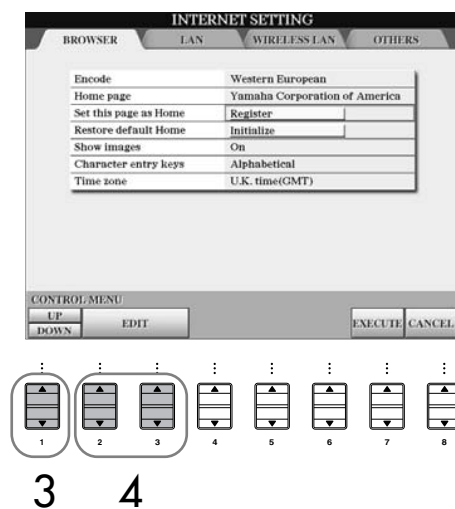 INTERNET SETTING
BROWSER LAN WIRELESS LAN OTHERS
Encode Western European
Home page Yamaha Corporation of America
Set this page as Home Register
Restore default Home Initialize
Show images On
Character entry keys Alphabetical
Time zone U.K. time(GMT)
CONTROL MENU
UP
DOWN EDIT EXECUTE CANCEL
1 2 3 4 5 6 7 8
3 4